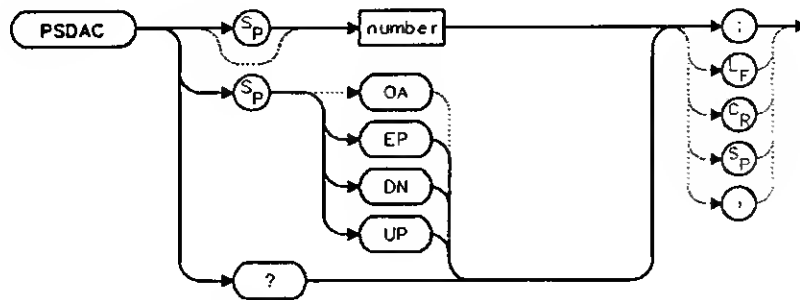 PSDAC
SP
number
;
SP
OA
LF
EP
CR
DN
SP
UP
,
?